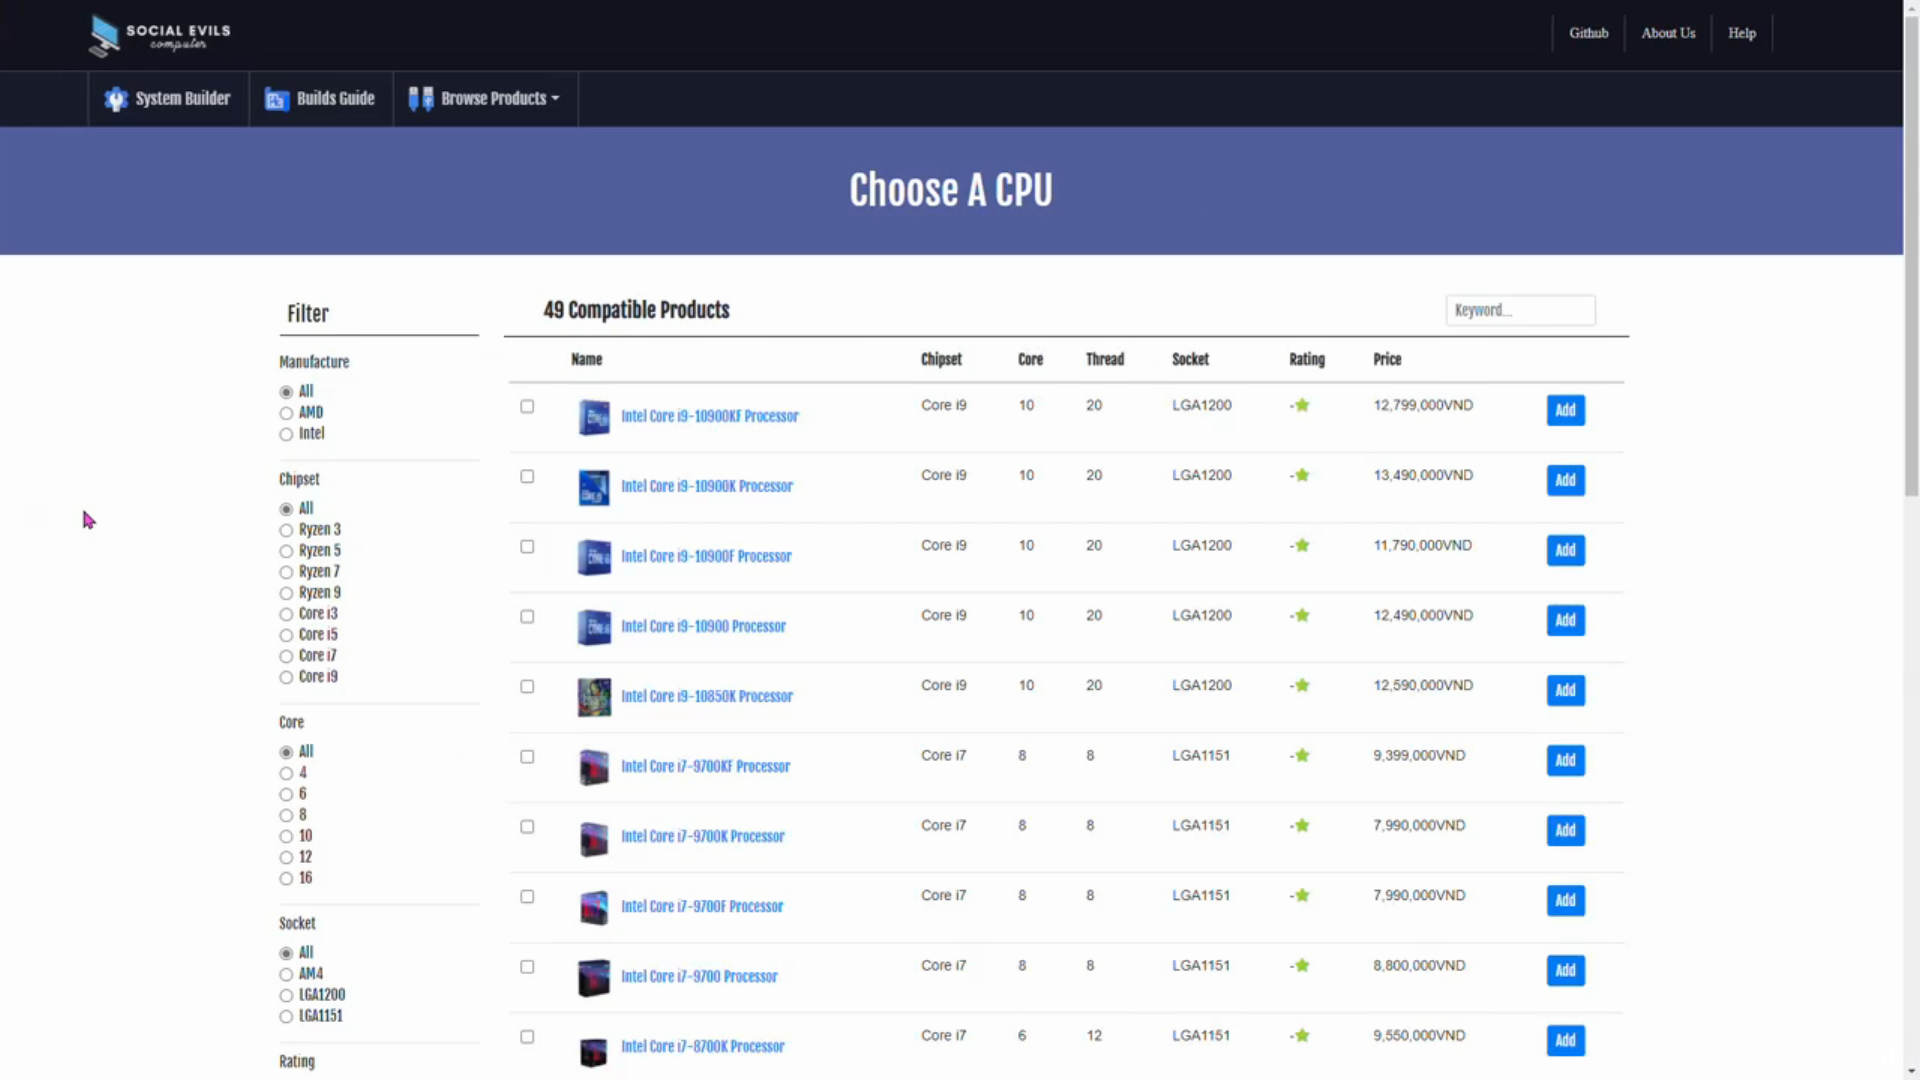 SOCIAL EVILS
computer
Github
About Us
Help
System Builder
Builds Guide
Browse Products
Choose A CPU
Filter
Manufacture
All
AMD
Intel
Chipset
All
Ryzen 3
Ryzen 5
Ryzen 7
Ryzen 9
Core i3
Core i5
Core i7
Core i9
Core
All
4
6
8
10
12
16
Socket
All
AM4
LGA1200
LGA1151
Rating
49 Compatible Products
Keyword...
Name Chipset Core Thread Socket Rating Price
Intel Core i9-10900KF Processor Core i9 10 20 LGA1200 - 12,799,000VND Add
Intel Core i9-10900K Processor Core i9 10 20 LGA1200 - 13,490,000VND Add
Intel Core i9-10900F Processor Core i9 10 20 LGA1200 - 11,790,000VND Add
Intel Core i9-10900 Processor Core i9 10 20 LGA1200 - 12,490,000VND Add
Intel Core i9-10850K Processor Core i9 10 20 LGA1200 - 12,590,000VND Add
Intel Core i7-9700KF Processor Core i7 8 8 LGA1151 - 9,399,000VND Add
Intel Core i7-9700K Processor Core i7 8 8 LGA1151 - 7,990,000VND Add
Intel Core i7-9700F Processor Core i7 8 8 LGA1151 - 7,990,000VND Add
Intel Core i7-9700 Processor Core i7 8 8 LGA1151 - 8,800,000VND Add
Intel Core i7-8700K Processor Core i7 6 12 LGA1151 - 9,550,000VND Add